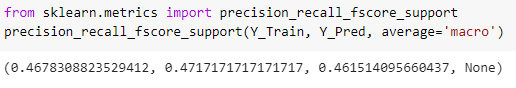 from sklearn.metrics import precision_recall_fscore_support
precision_recall_fscore_support(Y_Train, Y_Pred, average='macro')
(0.4678308823529412, 0.4717171717171717, 0.461514095660437, None)